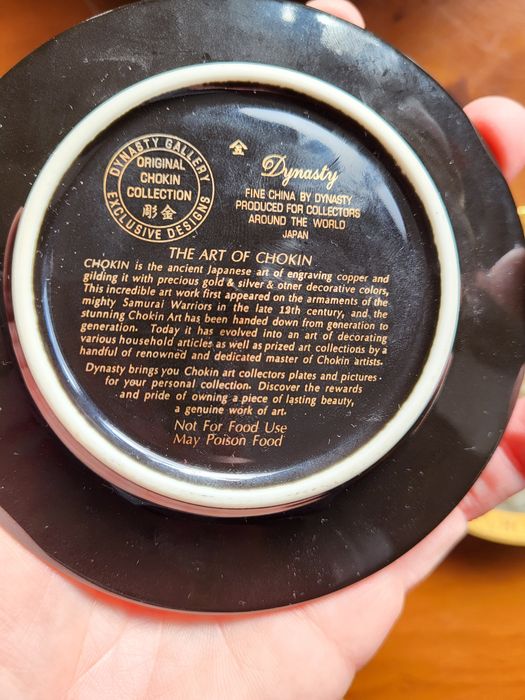 DYNASTY GALLERY
ORIGINAL
CHOKIN
COLLECTION
彫金
EXCLUSIVE DESIGNS
Dynasty
FINE CHINA BY DYNASTY
PRODUCED FOR COLLECTORS
AROUND THE WORLD
JAPAN
THE ART OF CHOKIN
CHOKIN is the ancient Japanese art of engraving copper and
gilding it with precious gold & silver & other decorative colors,
This incredible art work first appeared on the armaments of the
mighty Samurai Warriors in the late 12th century, and the
stunning Chokin Art has been handed down from generation to
generation. Today it has evolved into an art of decorating
various household articles as well as prized art collections by a
handful of renowned and dedicated master of Chokin artists.
Dynasty brings you Chokin art collectors plates and pictures
for your personal collection. Discover the rewards
and pride of owning a piece of lasting beauty,
a genuine work of art.
Not For Food Use
May Poison Food